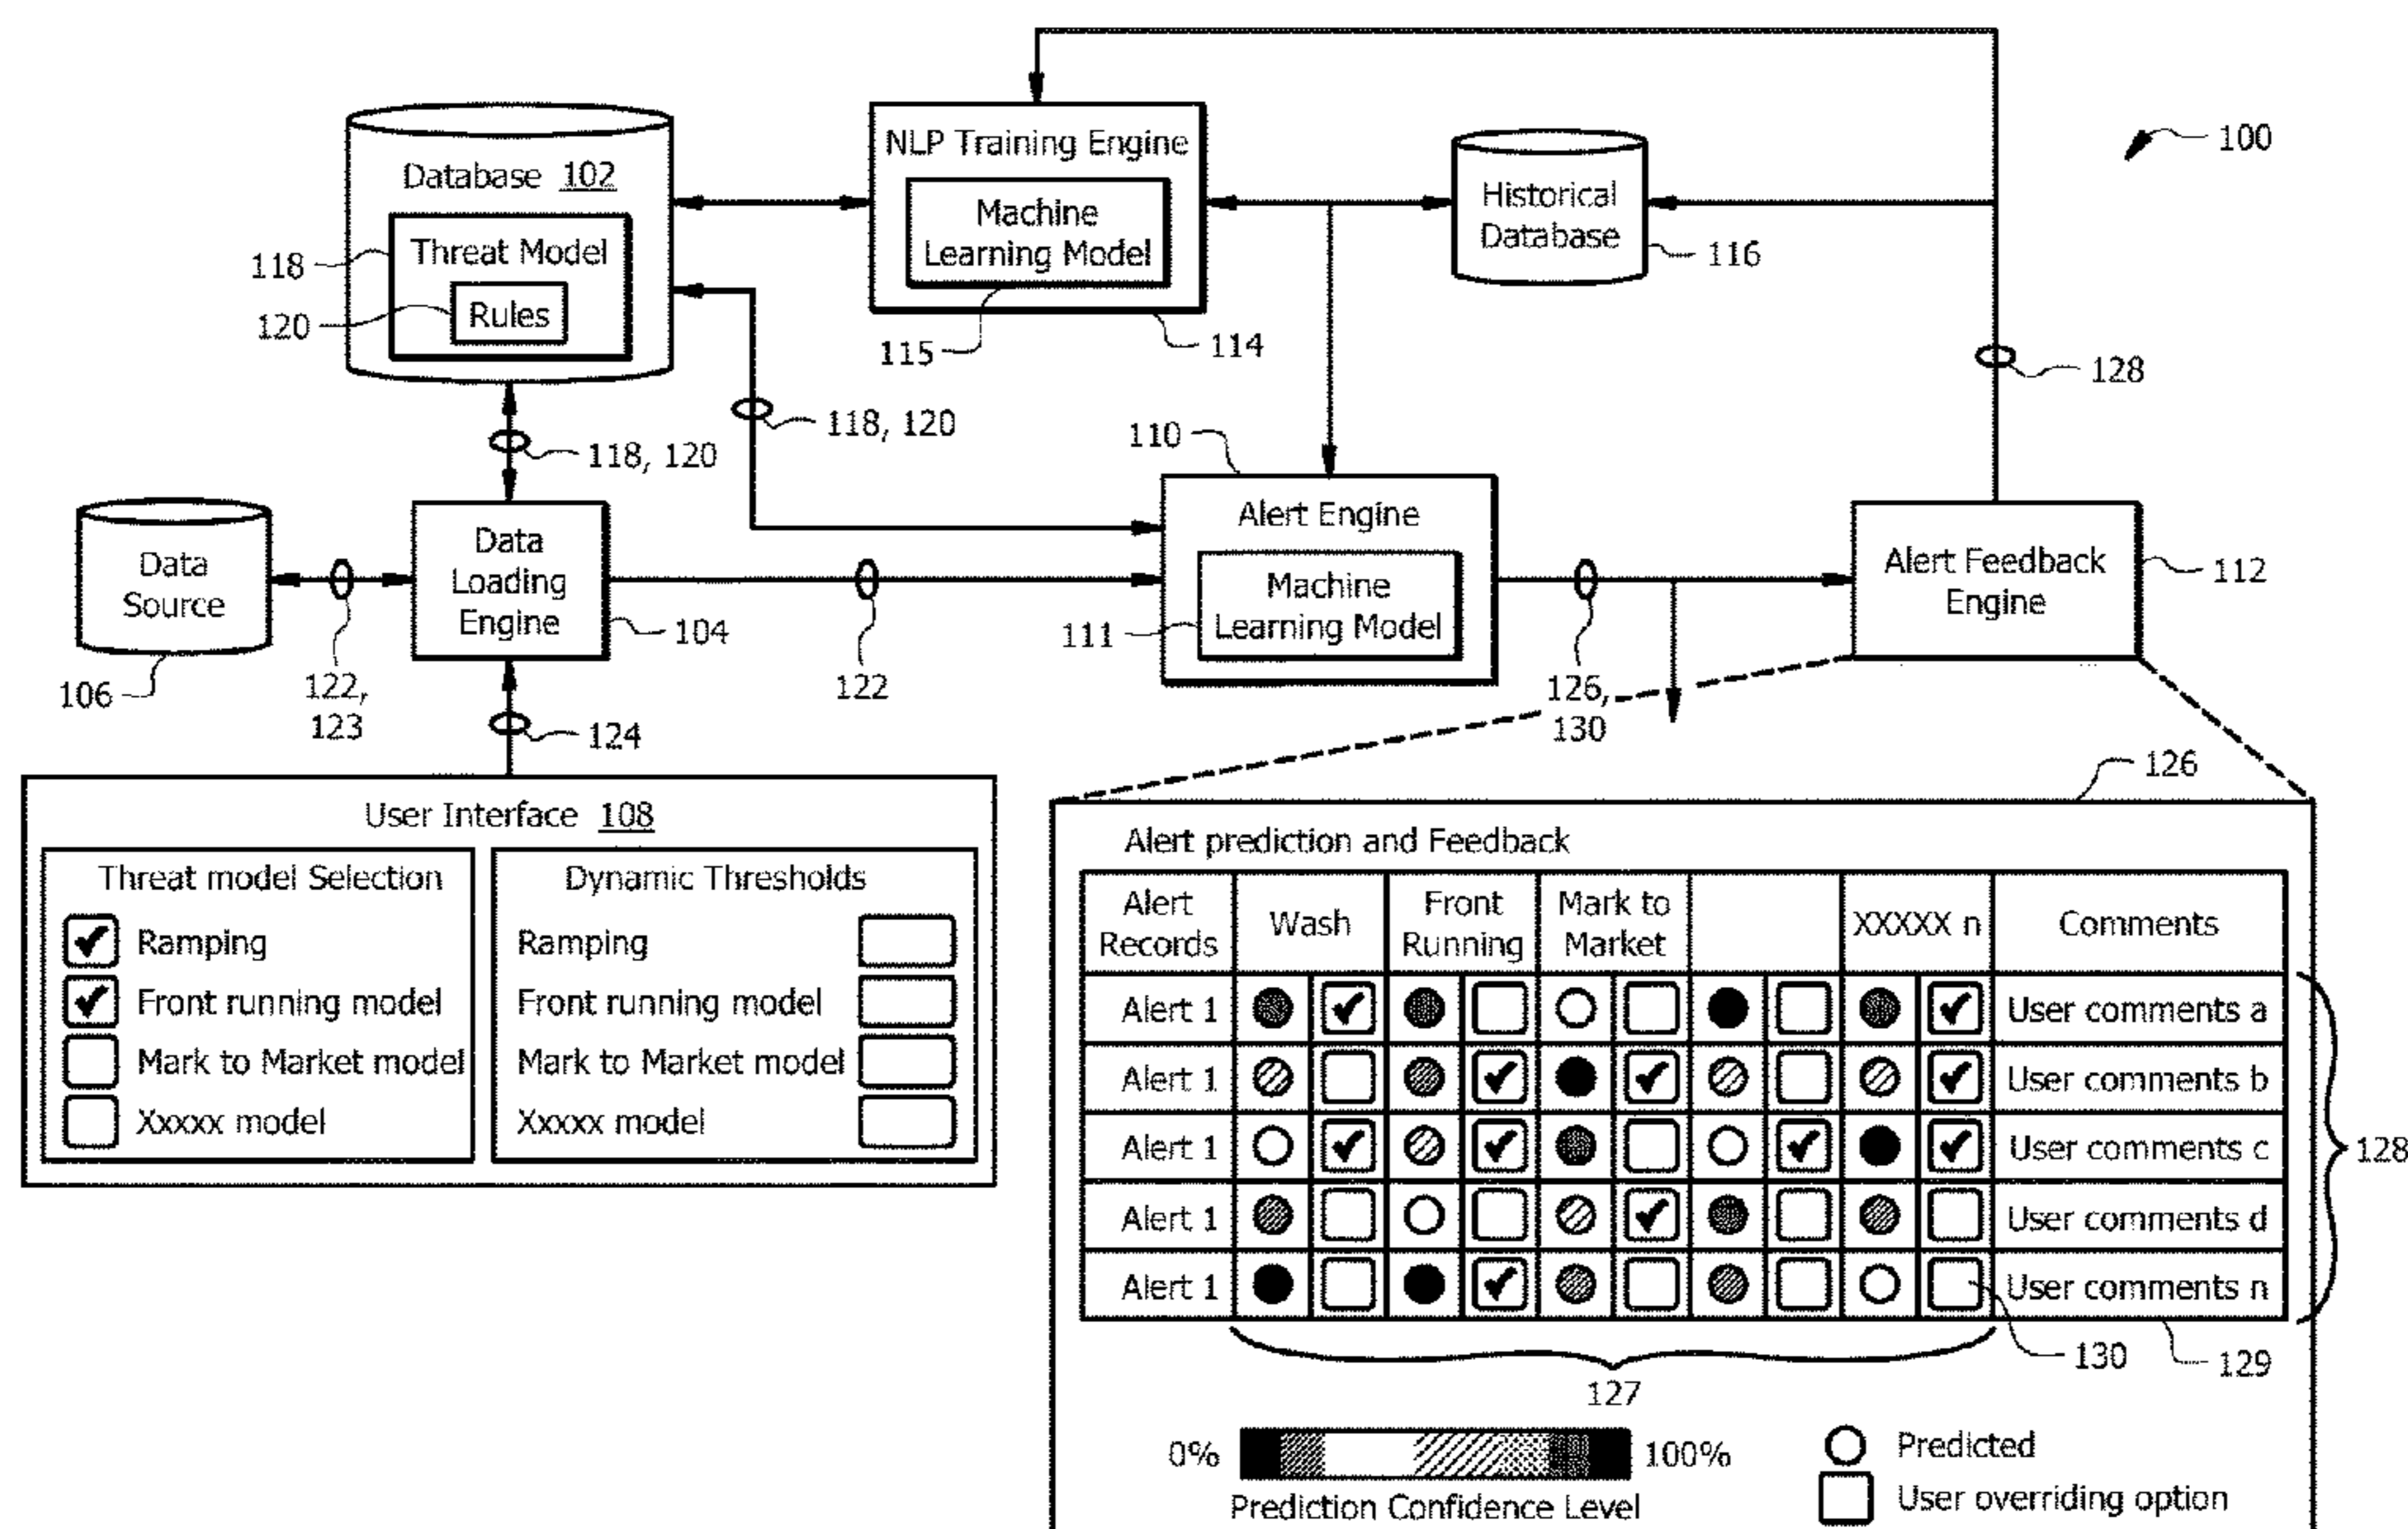 100
NLP Training Engine
Machine
Learning Model
115
114
Database 102
Threat Model
Rules
118
120
Historical
Database
116
128
118, 120
118, 120
110
Alert Engine
Machine
Learning Model
111
Data
Source
106
122,
123
Data
Loading
Engine
104
122
126,
130
Alert Feedback
Engine
112
124
User Interface 108
Threat model Selection
Ramping
Front running model
Mark to Market model
Xxxxx model
Dynamic Thresholds
Ramping
Front running model
Mark to Market model
Xxxxx model
126
Alert prediction and Feedback
Alert Records Wash Front Running Mark to Market XXXXX n Comments
Alert 1 User comments a
Alert 1 User comments b
Alert 1 User comments c
Alert 1 User comments d
Alert 1 User comments n
128
127
130
129
0% 100%
Prediction Confidence Level
Predicted
User overriding option